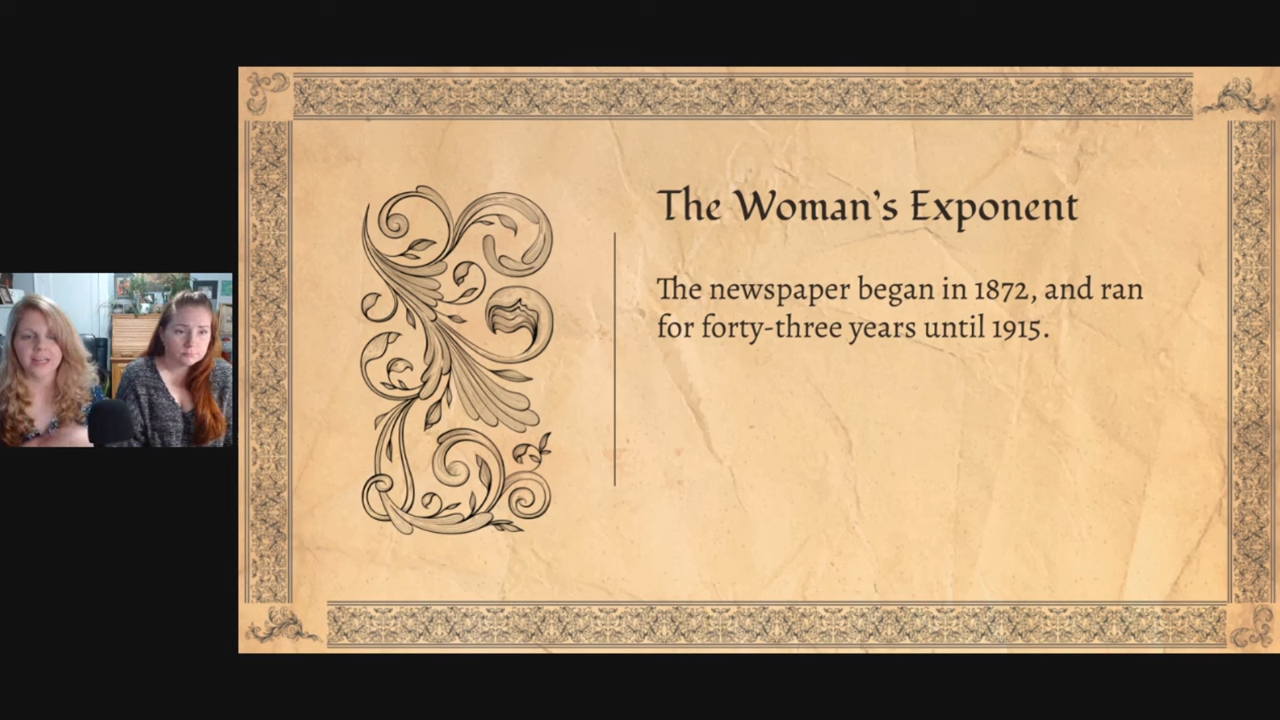 The Woman's Exponent
The newspaper began in 1872, and ran
for forty-three years until 1915.